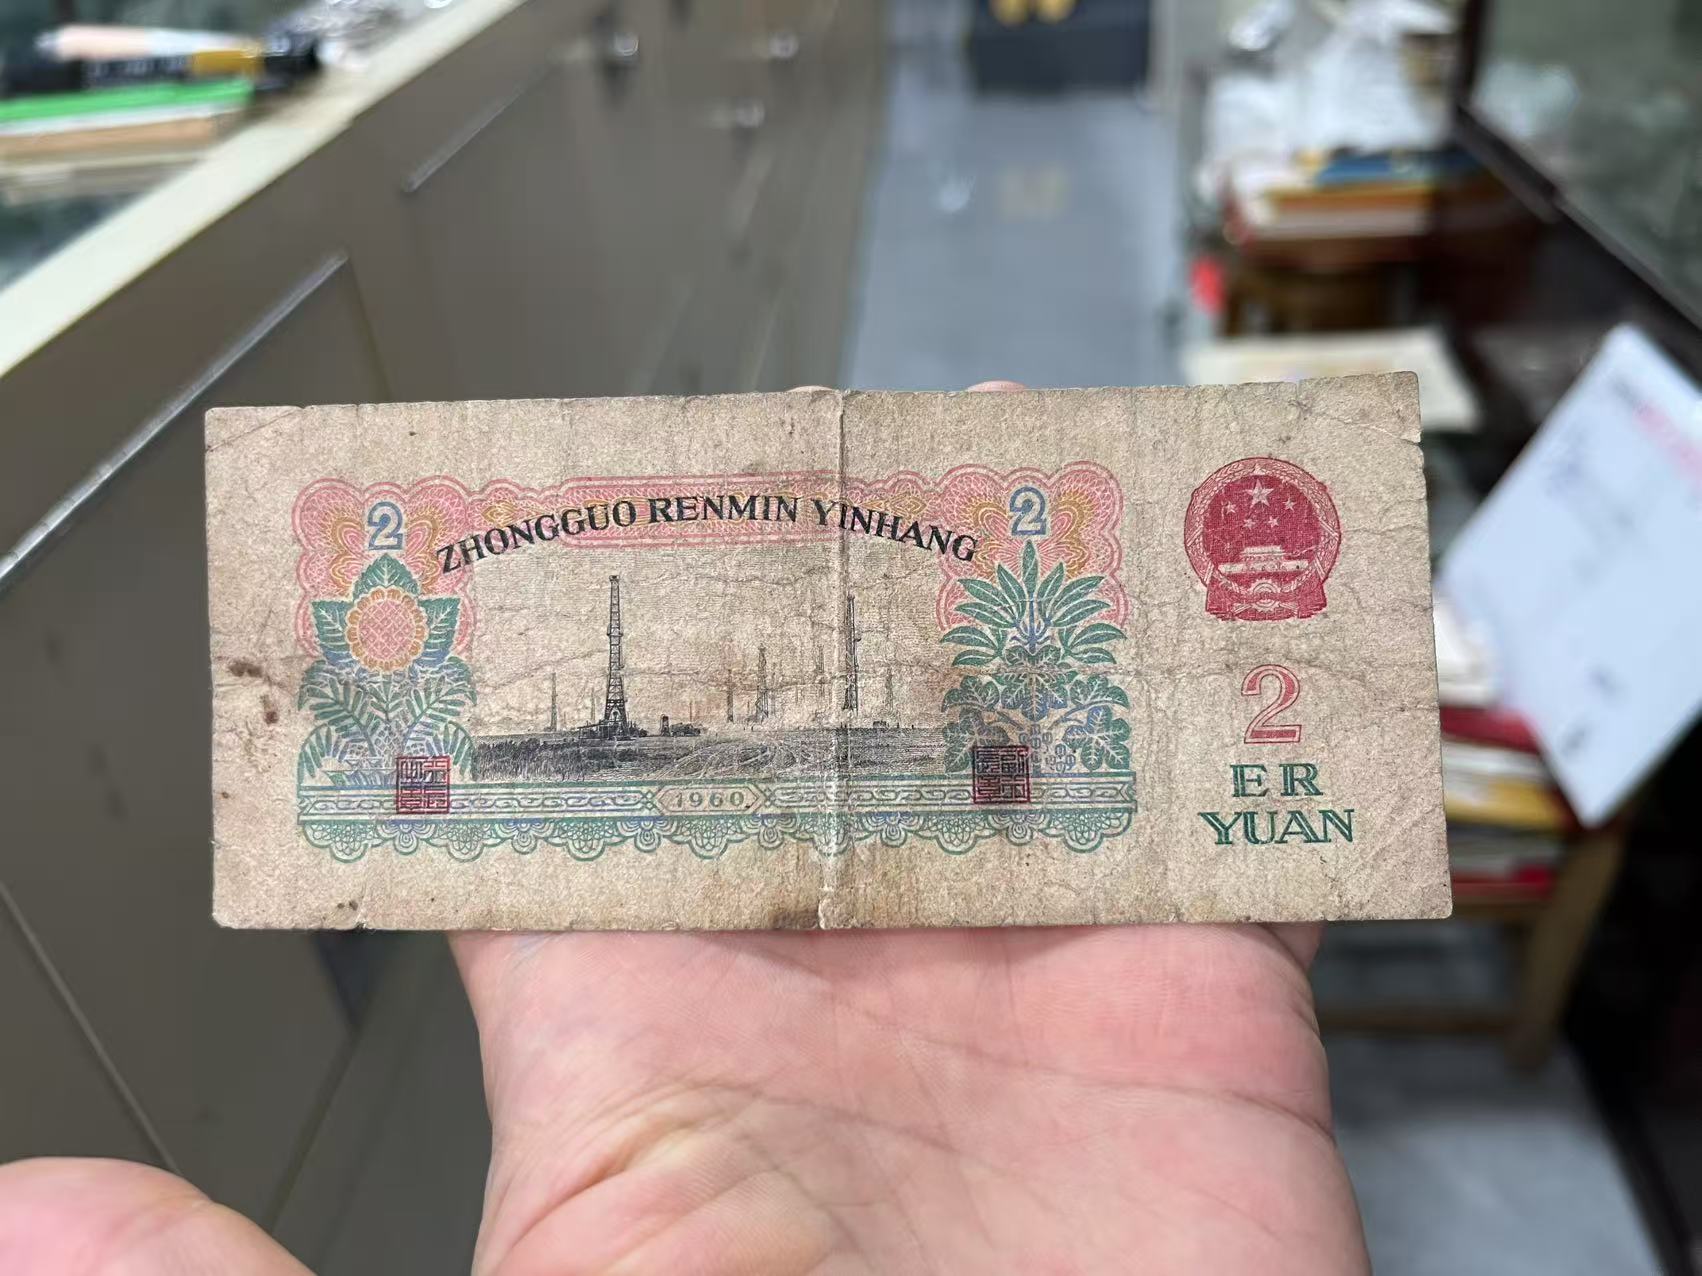 2
2
ZHONGGUO RENMIN YINHANG
1960
2
ER
YUAN